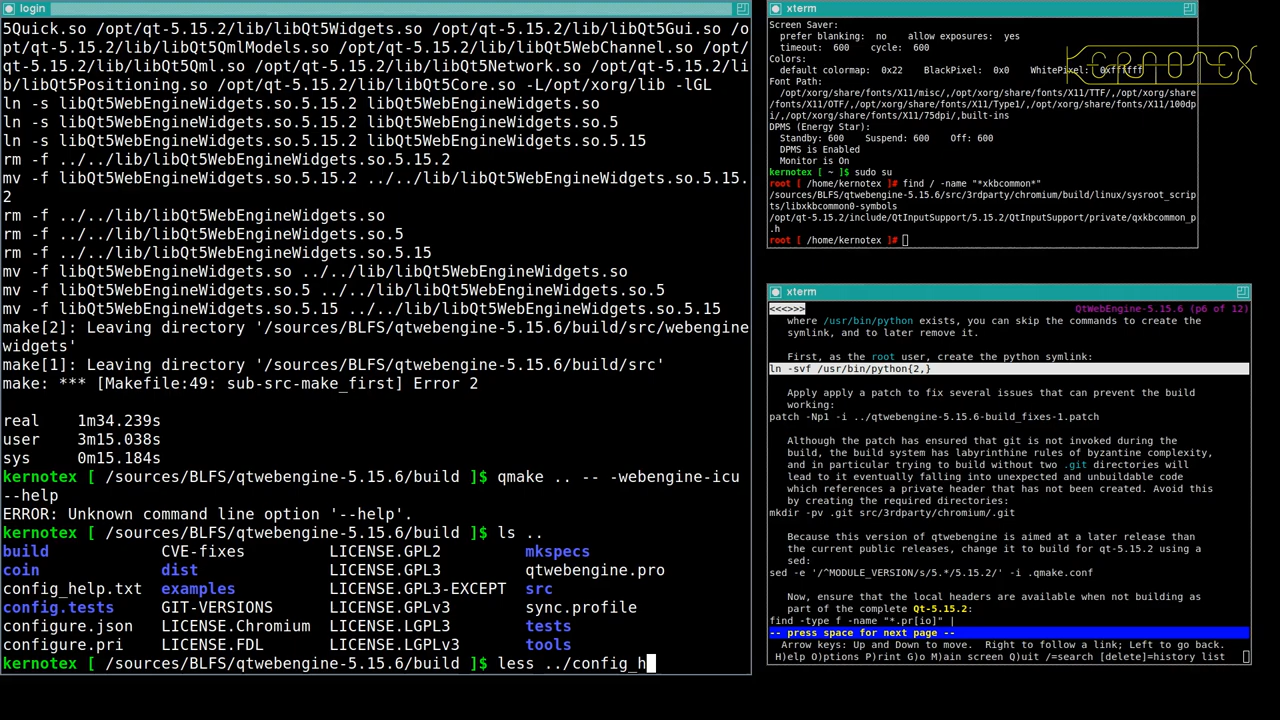 login
5Quick.so /opt/qt-5.15.2/lib/libQt5Widgets.so /opt/qt-5.15.2/lib/libQt5Gui.so /o
pt/qt-5.15.2/lib/libQt5QmlModels.so /opt/qt-5.15.2/lib/libQt5WebChannel.so /opt/
qt-5.15.2/lib/libQt5Qml.so /opt/qt-5.15.2/lib/libQt5Network.so /opt/qt-5.15.2/li
b/libQt5Positioning.so /opt/qt-5.15.2/lib/libQt5Core.so -L/opt/xorg/lib -lGL
ln -s libQt5WebEngineWidgets.so.5.15.2 libQt5WebEngineWidgets.so
ln -s libQt5WebEngineWidgets.so.5.15.2 libQt5WebEngineWidgets.so.5
ln -s libQt5WebEngineWidgets.so.5.15.2 libQt5WebEngineWidgets.so.5.15
rm -f ../../lib/libQt5WebEngineWidgets.so.5.15.2
mv -f libQt5WebEngineWidgets.so.5.15.2 ../../lib/libQt5WebEngineWidgets.so.5.15.
2
rm -f ../../lib/libQt5WebEngineWidgets.so
rm -f ../../lib/libQt5WebEngineWidgets.so.5
rm -f ../../lib/libQt5WebEngineWidgets.so.5.15
mv -f libQt5WebEngineWidgets.so ../../lib/libQt5WebEngineWidgets.so
mv -f libQt5WebEngineWidgets.so.5 ../../lib/libQt5WebEngineWidgets.so.5
mv -f libQt5WebEngineWidgets.so.5.15 ../../lib/libQt5WebEngineWidgets.so.5.15
make[2]: Leaving directory '/sources/BLFS/qtwebengine-5.15.6/build/src/webengine
widgets'
make[1]: Leaving directory '/sources/BLFS/qtwebengine-5.15.6/build/src'
make: *** [Makefile:49: sub-src-make_first] Error 2
real 1m34.239s
user 3m15.038s
sys 0m15.184s
kernotex [ /sources/BLFS/qtwebengine-5.15.6/build ]$ qmake .. -- -webengine-icu
--help
ERROR: Unknown command line option '--help'.
kernotex [ /sources/BLFS/qtwebengine-5.15.6/build ]$ ls ..
build CVE-fixes LICENSE.GPL2 mkspecs
coin dist LICENSE.GPL3 qtwebengine.pro
config_help.txt examples LICENSE.GPL3-EXCEPT src
config.tests GIT-VERSIONS LICENSE.GPLv3 sync.profile
configure.json LICENSE.Chromium LICENSE.LGPL3 tests
configure.pri LICENSE.FDL LICENSE.LGPLv3 tools
kernotex [ /sources/BLFS/qtwebengine-5.15.6/build ]$ less ../config_h
xterm
Screen Saver:
prefer blanking: no allow exposures: yes
timeout: 600 cycle: 600
Colors:
default colormap: 0x22 BlackPixel: 0x0 WhitePixel: 0xffffff
KERNOTEX
Font Path:
/opt/xorg/share/fonts/X11/misc/,/opt/xorg/share/fonts/X11/TTF/,/opt/xorg/share
/fonts/X11/OTF/,/opt/xorg/share/fonts/X11/Type1/,/opt/xorg/share/fonts/X11/100dp
i/,/opt/xorg/share/fonts/X11/75dpi/,built-ins
DPMS (Energy Star):
Standby: 600 Suspend: 600 Off: 600
DPMS is Enabled
Monitor is On
kernotex [ ~ ]$ sudo su
root [ /home/kernotex ]# find / -name "*xkbcommon*"
/sources/BLFS/qtwebengine-5.15.6/src/3rdparty/chromium/build/linux/sysroot_scrip
ts/libxkbcommon0-symbols
/opt/qt-5.15.2/include/QtInputSupport/5.15.2/QtInputSupport/private/qxkbcommon_p
.h
root [ /home/kernotex ]#
xterm
<<<>>> QtWebEngine-5.15.6 (p6 of 12)
where /usr/bin/python exists, you can skip the commands to create the
symlink, and to later remove it.
First, as the root user, create the python symlink:
ln -svf /usr/bin/python{2,}
Apply apply a patch to fix several issues that can prevent the build
working:
patch -Np1 -i ../qtwebengine-5.15.6-build_fixes-1.patch
Although the patch has ensured that git is not invoked during the
build, the build system has labyrinthine rules of byzantine complexity,
and in particular trying to build without two .git directories will
lead to it eventually falling into unexpected and unbuildable code
which references a private header that has not been created. Avoid this
by creating the required directories:
mkdir -pv .git src/3rdparty/chromium/.git
Because this version of qtwebengine is aimed at a later release than
the current public releases, change it to build for qt-5.15.2 using a
sed:
sed -e '/^MODULE_VERSION/s/5.*/5.15.2/' -i .qmake.conf
Now, ensure that the local headers are available when not building as
part of the complete Qt-5.15.2:
find -type f -name "*.pr[io]" |
-- press space for next page --
Arrow keys: Up and Down to move. Right to follow a link; Left to go back.
H)elp O)ptions P)rint G)o M)ain screen Q)uit /=search [delete]=history list